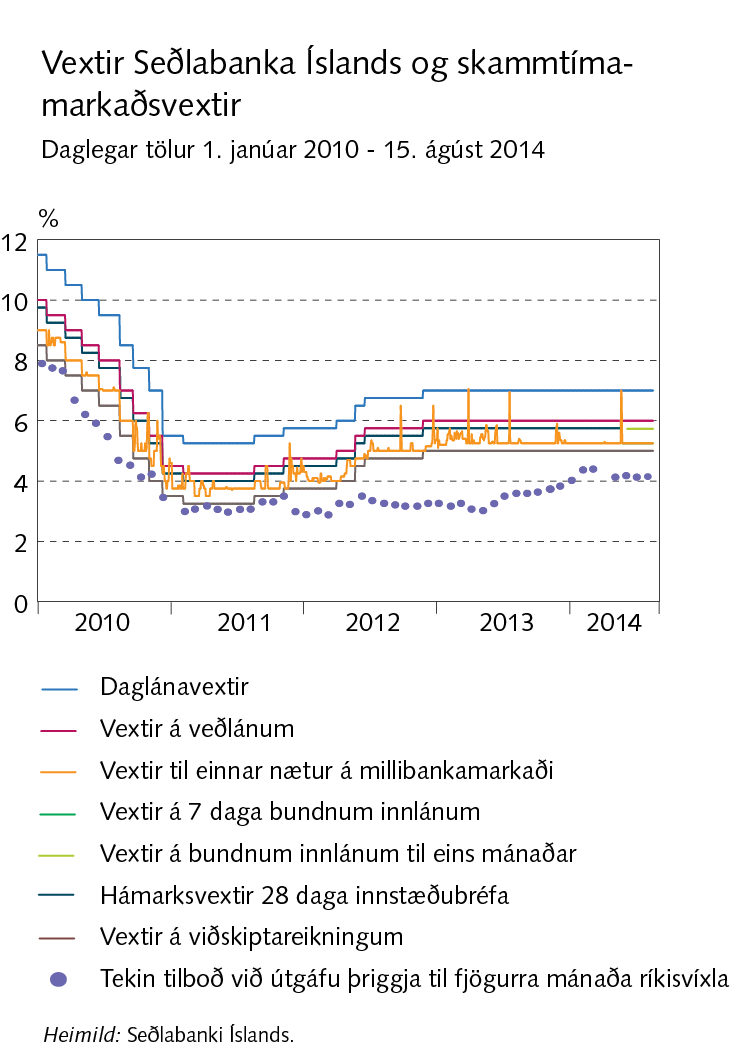 Vextir Seðlabanka Íslands og skammtíma-
markaðsvextir
Daglegar tölur 1. janúar 2010 - 15. ágúst 2014
%
12
10
8
6
4
2
0
2010 2011 2012 2013 2014
Daglánavextir
Vextir á veðlánum
Vextir til einnar nætur á millibankamarkaði
Vextir á 7 daga bundnum innlánum
Vextir á bundnum innlánum til eins mánaðar
Hámarksvextir 28 daga innstæðubréfa
Vextir á viðskiptareikningum
Tekin tilboð við útgáfu þriggja til fjögurra mánaða ríkisvíxla
Heimild: Seðlabanki Íslands.